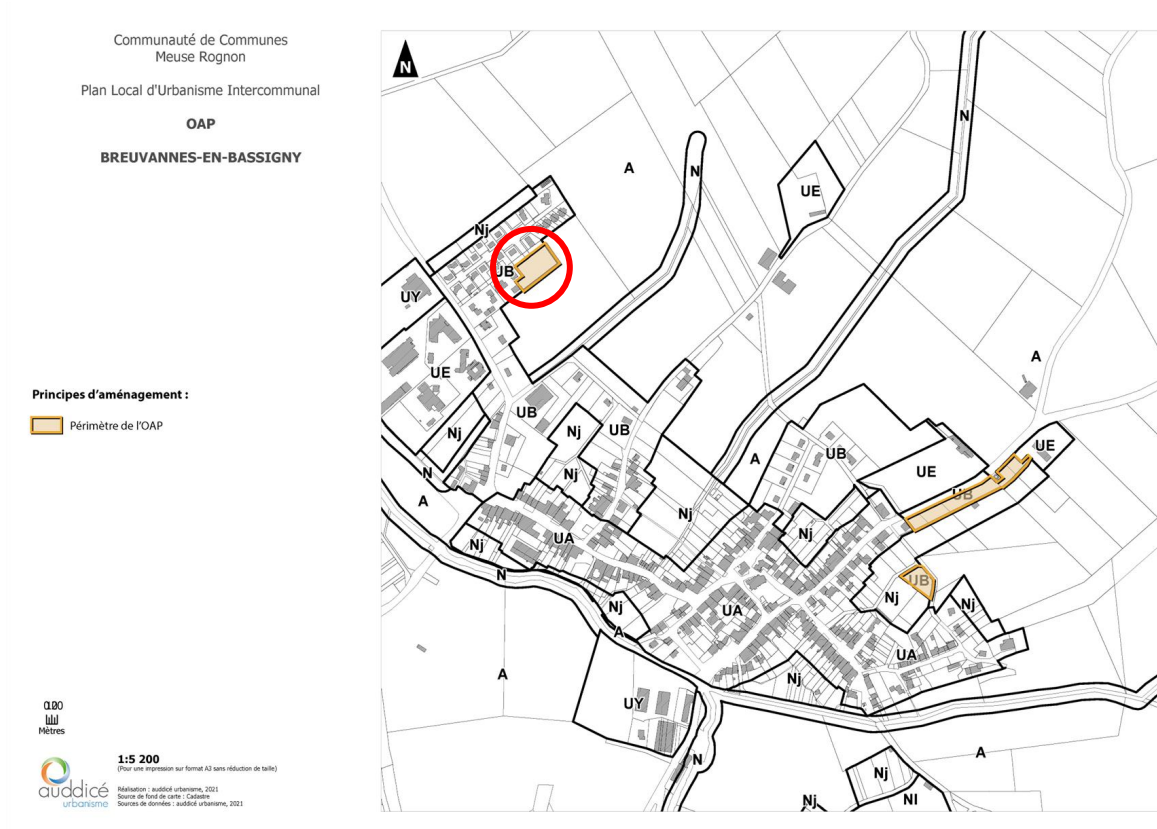 Communauté de Communes
Meuse Rognon
Plan Local d'Urbanisme Intercommunal
OAP
BREUVANNES-EN-BASSIGNY
Principes d'aménagement :
Périmètre de l'OAP
Mètres
1:5 200
(Pour une impression sur format A3 sans réduction de taille)
auddicé
urbanisme
Réalisation : auddicé urbanisme, 2021
Source de fond de carte : Cadastre
Sources de données : auddicé urbanisme, 2021
N
N
A
N
UE
Nj
UB
UY
A
UE
UB
Nj
UB
Nj
UB
UE
UE
A
N
Nj
UB
A
Nj
Nj
UA
Nj
N
Nj
UA
Nj
UB
Nj
A
UA
A
Nj
UY
N
A
Nj
Nj
Nl